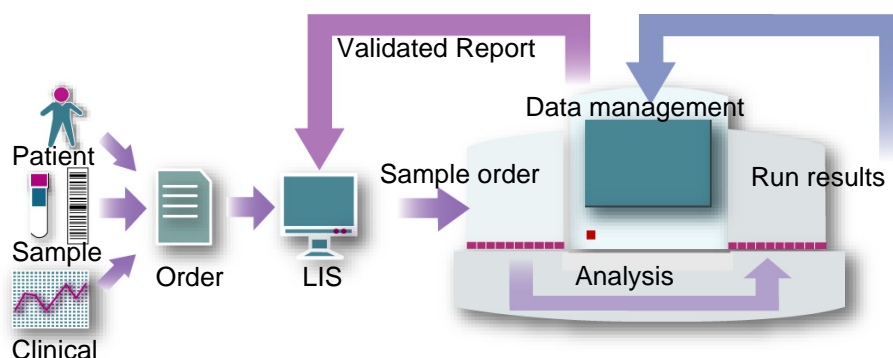 Validated Report
Data management
Patient
Sample order
Run results
Sample
Order
LIS
Analysis
Clinical